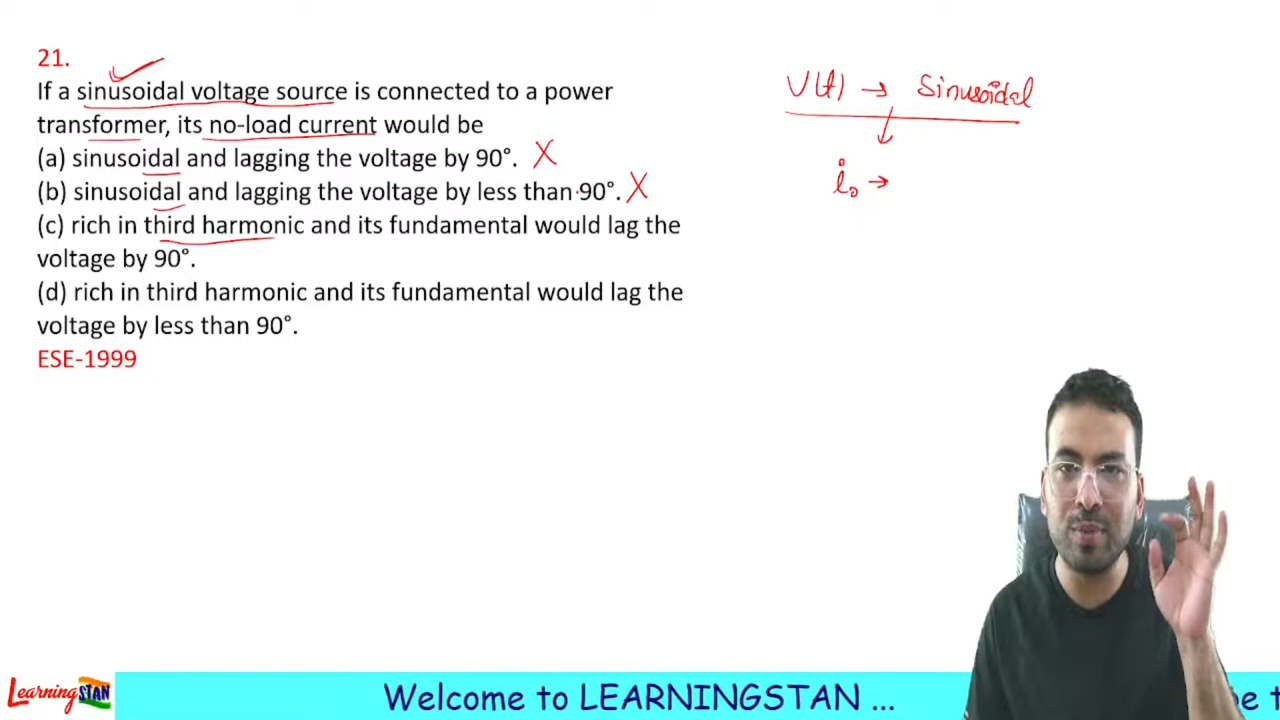 21.
If a sinusoidal voltage source is connected to a power
transformer, its no-load current would be
(a) sinusoidal and lagging the voltage by 90°. X
(b) sinusoidal and lagging the voltage by less than 90°. X
(c) rich in third harmonic and its fundamental would lag the
voltage by 90°.
(d) rich in third harmonic and its fundamental would lag the
voltage by less than 90°.
ESE-1999
V(t) → Sinusoidal
i₀ →
LearningSTAN
Welcome to LEARNINGSTAN ...